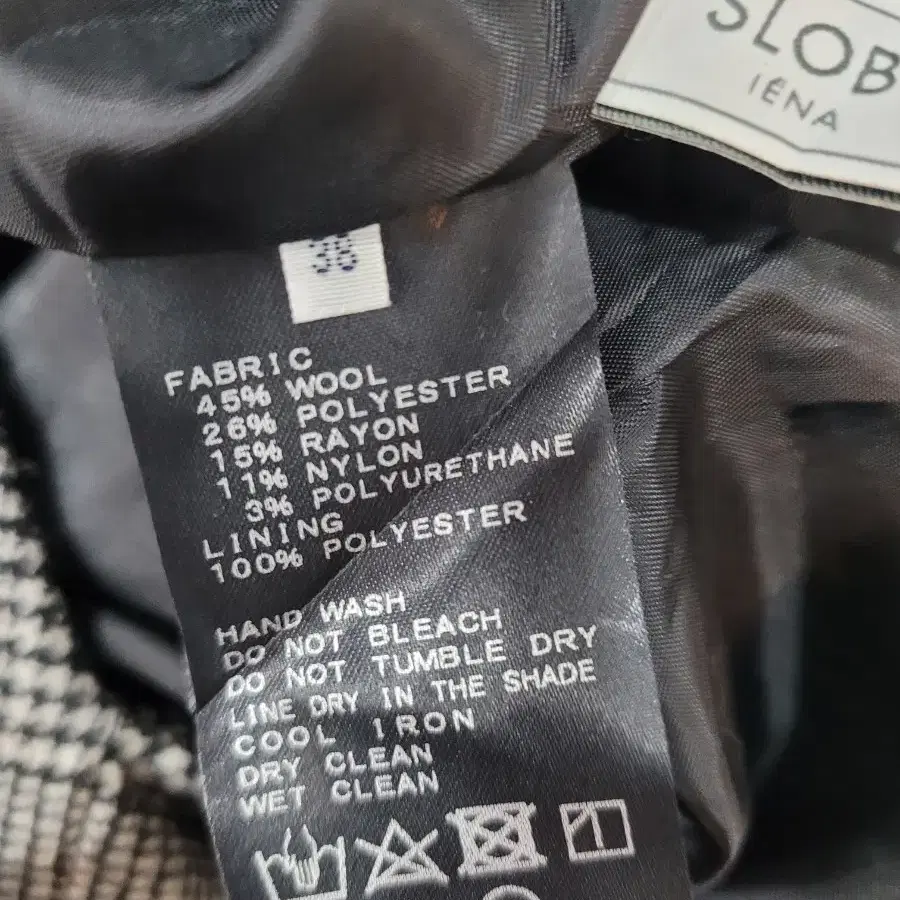 SLOB
IÉNA
38
FABRIC
45% WOOL
26% POLYESTER
15% RAYON
11% NYLON
3% POLYURETHANE
LINING
100% POLYESTER
HAND WASH
DO NOT BLEACH
DO NOT TUMBLE DRY
LINE DRY IN THE SHADE
COOL IRON
DRY CLEAN
WET CLEAN